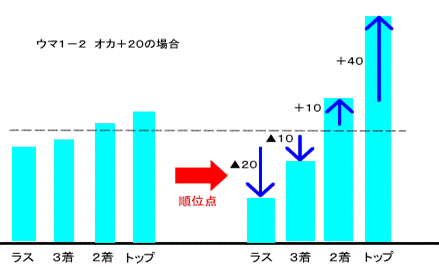 ウマ1－2 オカ＋20の場合
＋40
＋10
▲10
▲20
順位点
ラス 3着 2着 トップ ラス 3着 2着 トップ